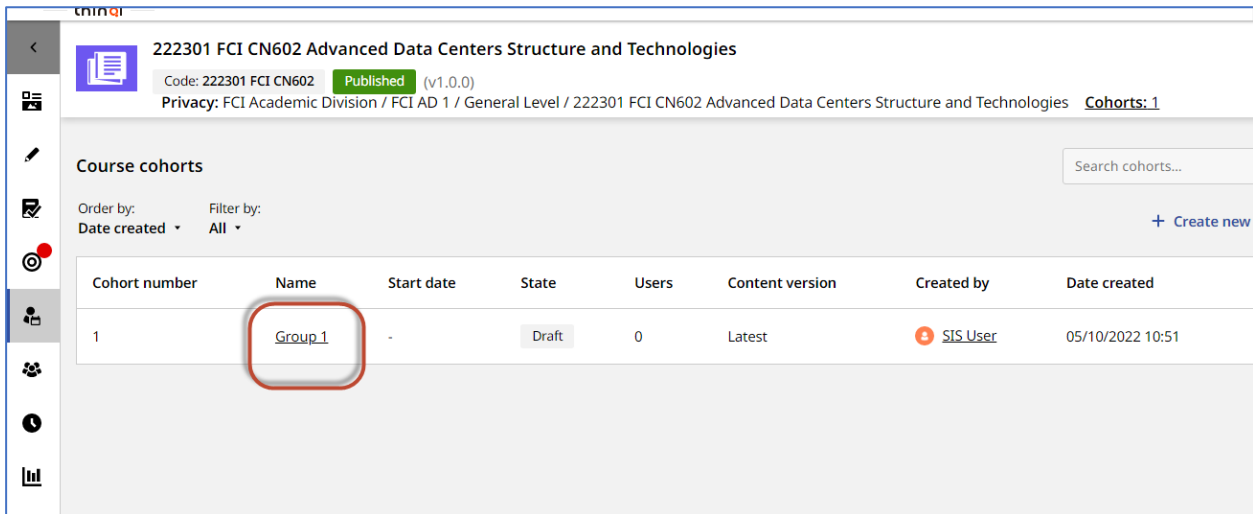 thinqi
222301 FCI CN602 Advanced Data Centers Structure and Technologies
Code: 222301 FCI CN602 Published (v1.0.0)
Privacy: FCI Academic Division / FCI AD 1 / General Level / 222301 FCI CN602 Advanced Data Centers Structure and Technologies Cohorts: 1
Course cohorts Search cohorts...
Order by: Filter by:
Date created All
+ Create new
Cohort number Name Start date State Users Content version Created by Date created
1 Group 1 - Draft 0 Latest SIS User 05/10/2022 10:51